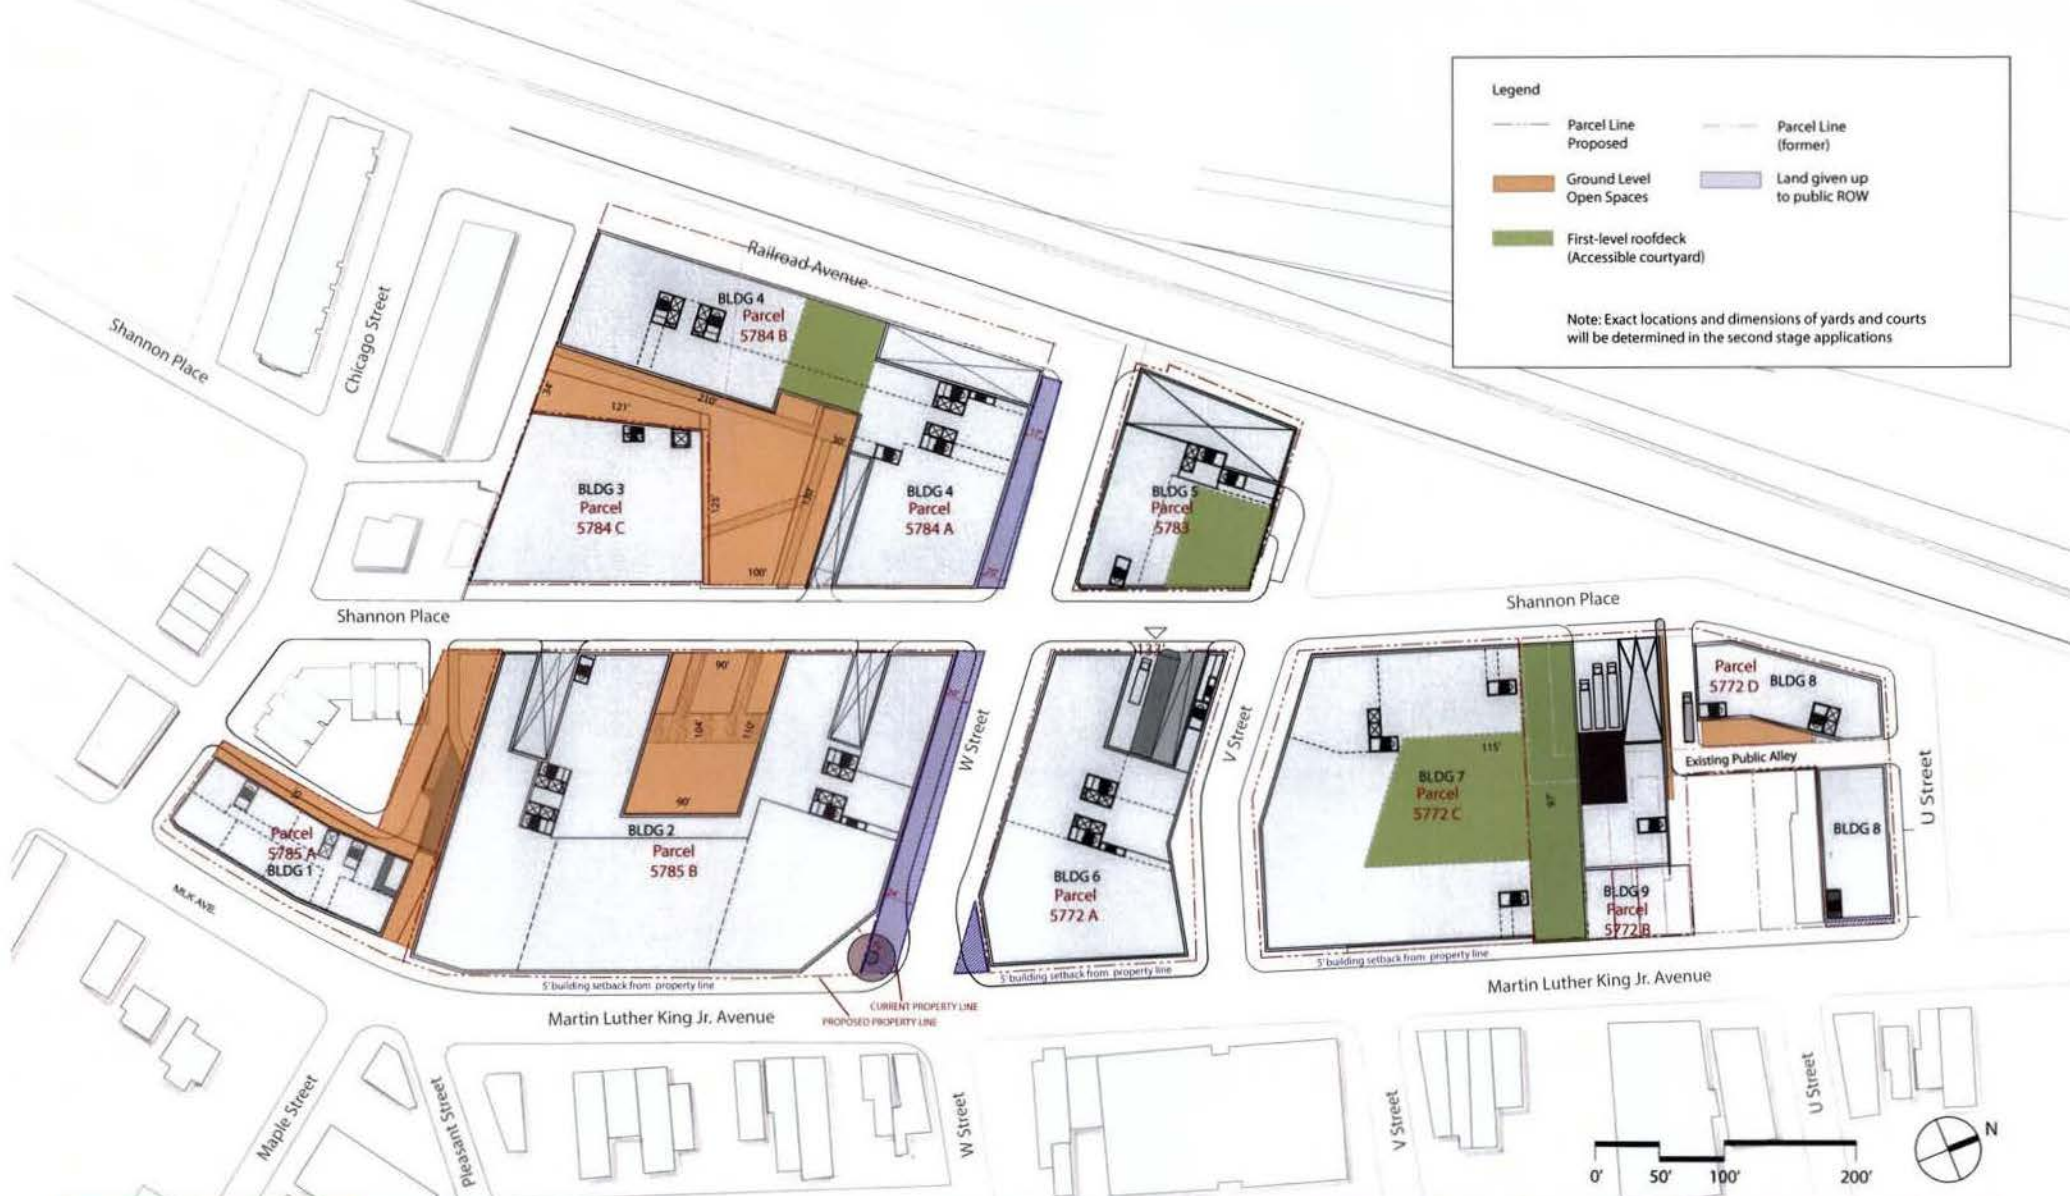 Legend
Parcel Line
Proposed
Parcel Line
(former)
Ground Level
Open Spaces
Land given up
to public ROW
First-level roofdeck
(Accessible courtyard)
Note: Exact locations and dimensions of yards and courts
will be determined in the second stage applications
Shannon Place
Chicago Street
Railroad Avenue
BLDG 4
Parcel
5784 B
34'
121'
210'
50'
125'
130'
100'
BLDG 3
Parcel
5784 C
BLDG 4
Parcel
5784 A
BLDG 5
Parcel
5783
Shannon Place
Shannon Place
133'
90'
104'
110'
90'
BLDG 2
Parcel
5785 B
Parcel
5785 A
BLDG 1
MLK AVE.
W Street
V Street
BLDG 6
Parcel
5772 A
BLDG 7
Parcel
5772 C
115'
97'
Parcel
5772 D
BLDG 8
Existing Public Alley
BLDG 8
U Street
BLDG 9
Parcel
5772 B
5' building setback from property line
5' building setback from property line
5' building setback from property line
CURRENT PROPERTY LINE
PROPOSED PROPERTY LINE
Martin Luther King Jr. Avenue
Martin Luther King Jr. Avenue
Maple Street
Pleasant Street
W Street
V Street
U Street
0' 50' 100' 200'
N